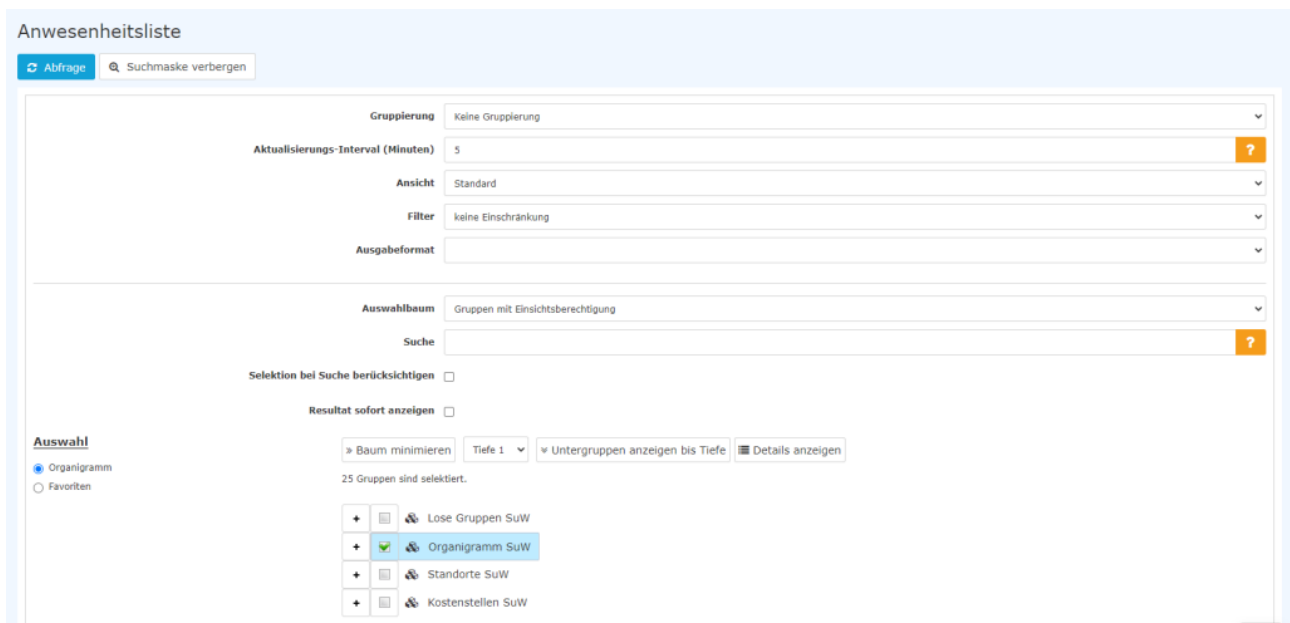 Anwesenheitsliste
Abfrage Suchmaske verbergen
Gruppierung Keine Gruppierung
Aktualisierungs-Interval (Minuten) 5 ?
Ansicht Standard
Filter keine Einschränkung
Ausgabeformat
Auswahlbaum Gruppen mit Einsichtsberechtigung
Suche ?
Selektion bei Suche berücksichtigen
Resultat sofort anzeigen
Auswahl
» Baum minimieren Tiefe 1 Untergruppen anzeigen bis Tiefe Details anzeigen
Organigramm
25 Gruppen sind selektiert.
Favoriten
+ Lose Gruppen SuW
+ Organigramm SuW
+ Standorte SuW
+ Kostenstellen SuW